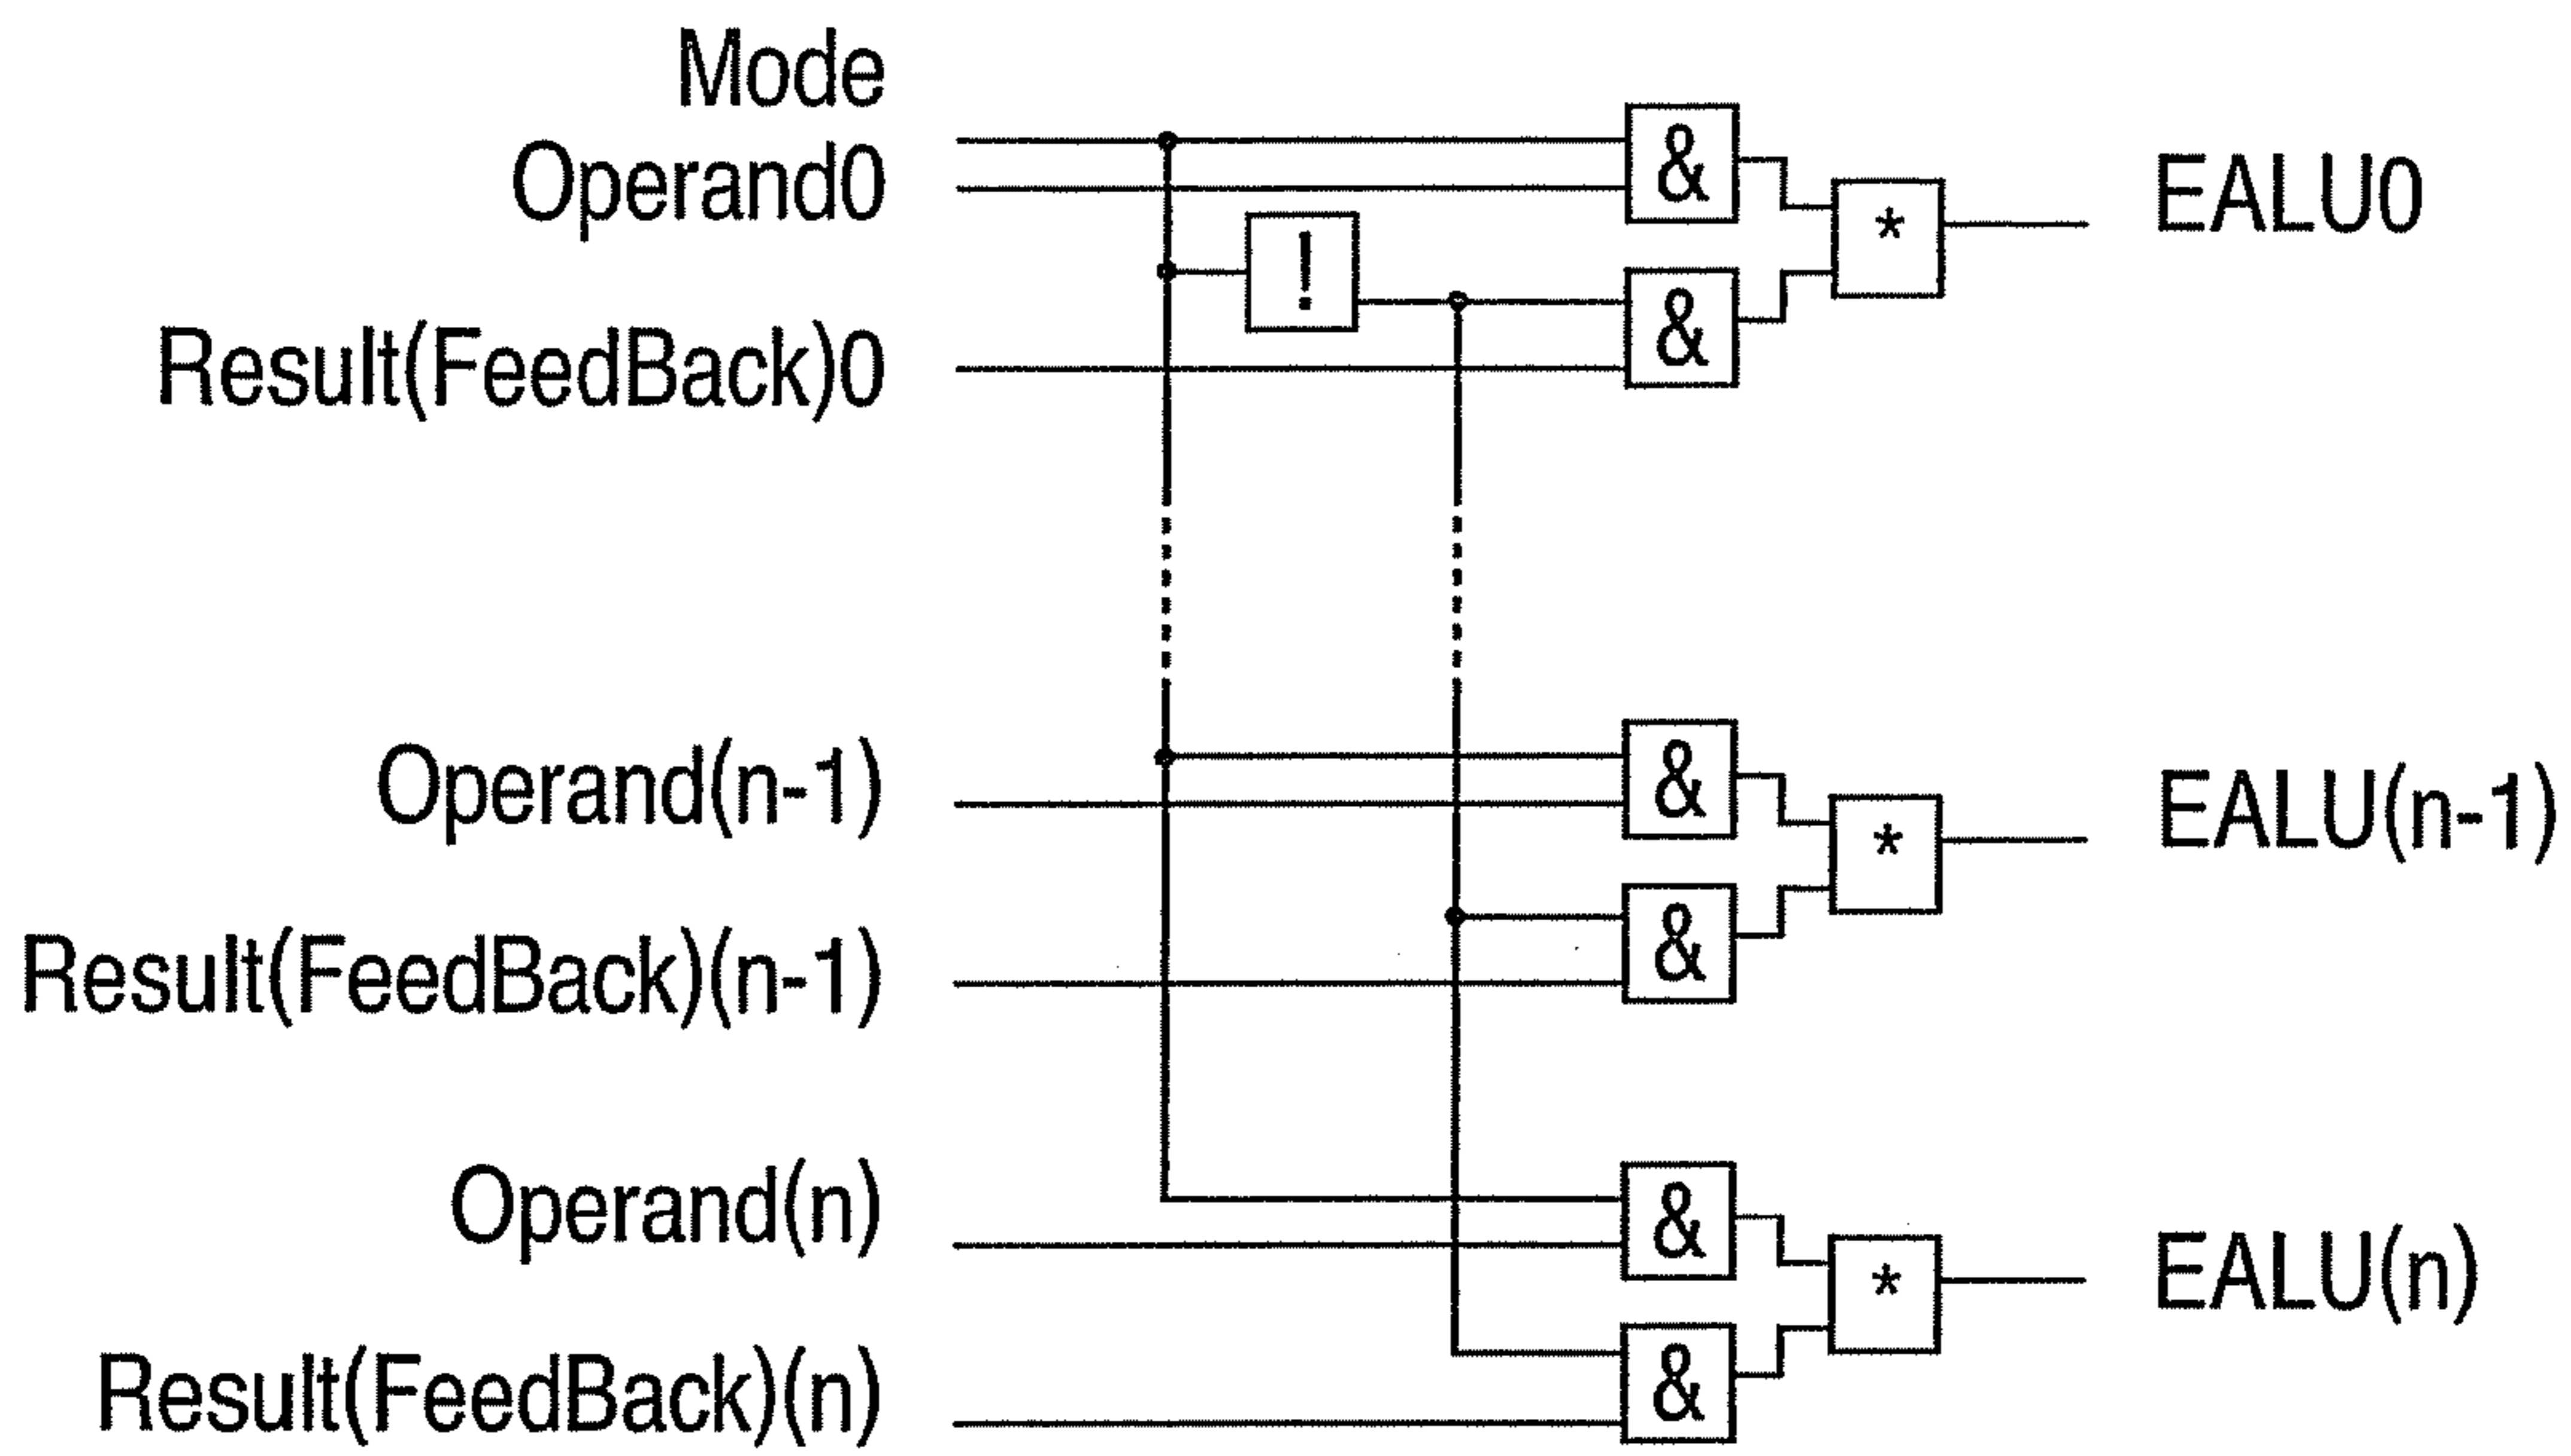 Mode
Operand0
Result(FeedBack)0
!
&
&
*
EALU0
Operand(n-1)
Result(FeedBack)(n-1)
&
&
*
EALU(n-1)
Operand(n)
Result(FeedBack)(n)
&
&
*
EALU(n)